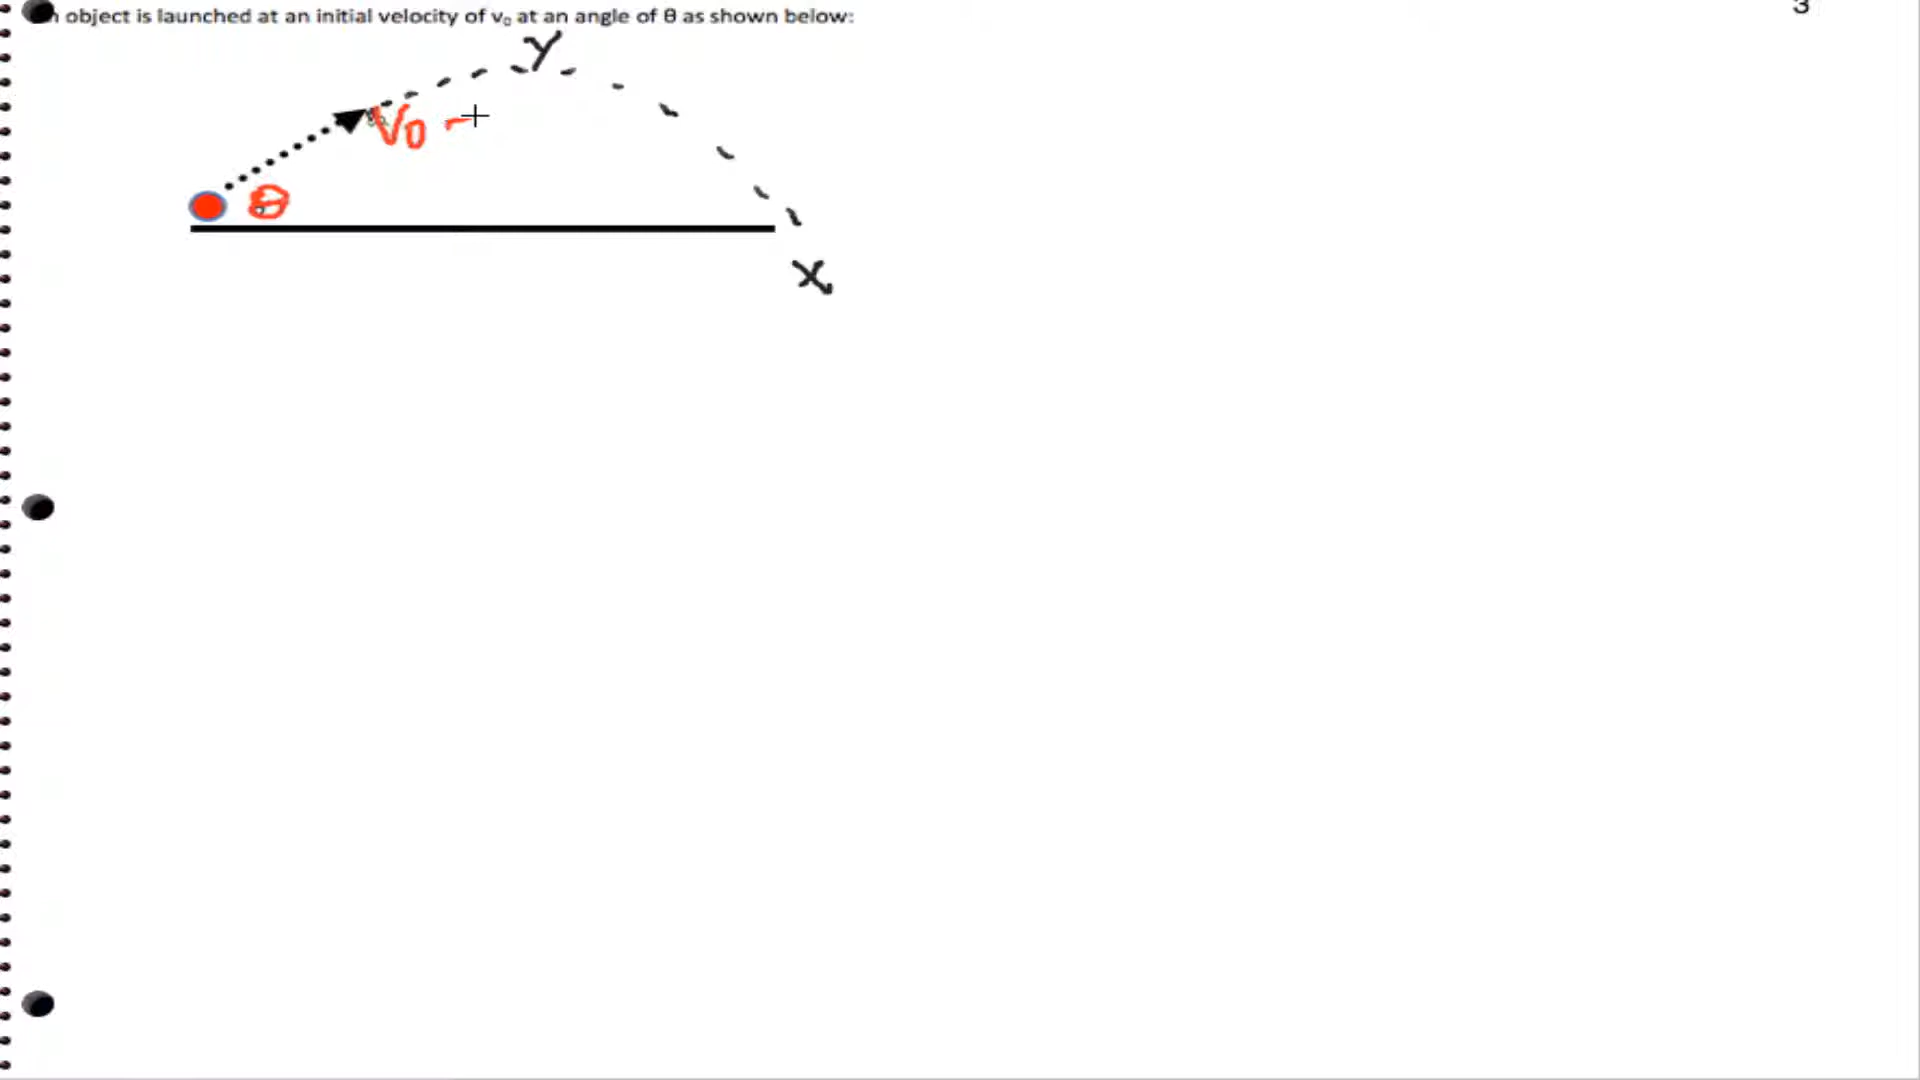 3
object is launched at an initial velocity of v₀ at an angle of θ as shown below:
Y
V₀ -
θ
X